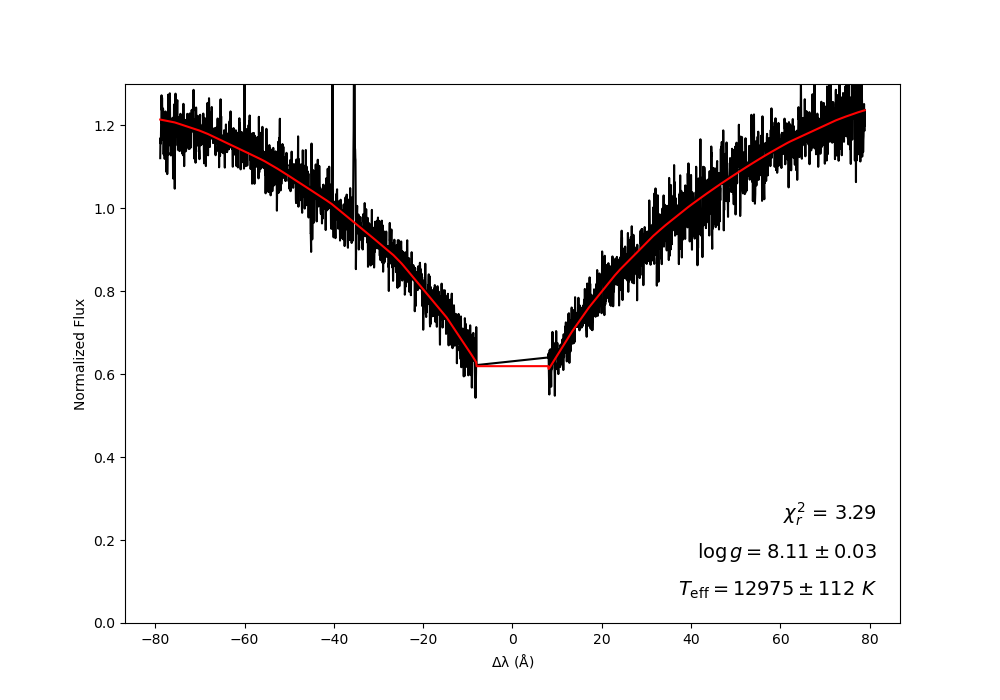 1.2
1.0
0.8
0.6
0.4
0.2
0.0
Normalized Flux
χ²ᵣ = 3.29
log g = 8.11 ± 0.03
T_eff = 12975 ± 112 K
−80 −60 −40 −20 0 20 40 60 80
Δλ (Å)